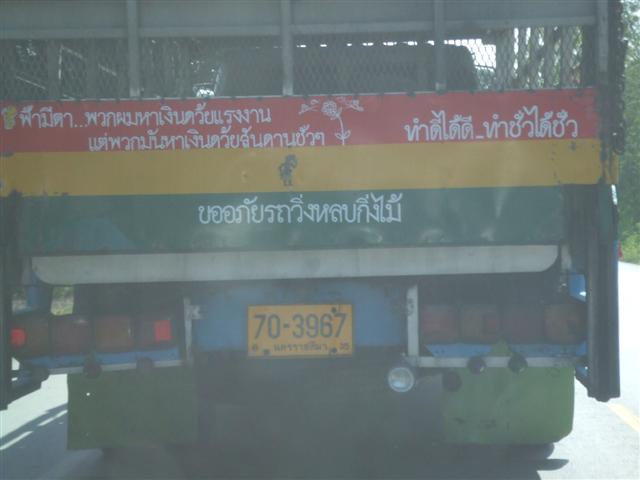 ฟ้ามีตา...พวกผมหาเงินด้วยแรงงาน
แต่พวกมันหาเงินด้วยสันดานชั่วๆ
ทำดีได้ดี...ทำชั่วได้ชั่ว
ขออภัยรถวิ่งหลบกิ่งไม้
70-3967
นครราชสีมา